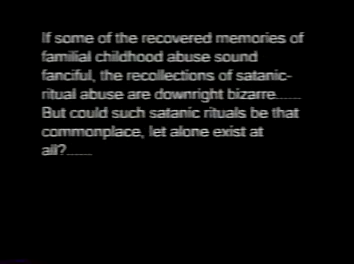 If some of the recovered memories of
familial childhood abuse sound
fanciful, the recollections of satanic-
ritual abuse are downright bizarre......
But could such satanic rituals be that
commonplace, let alone exist at
all?......